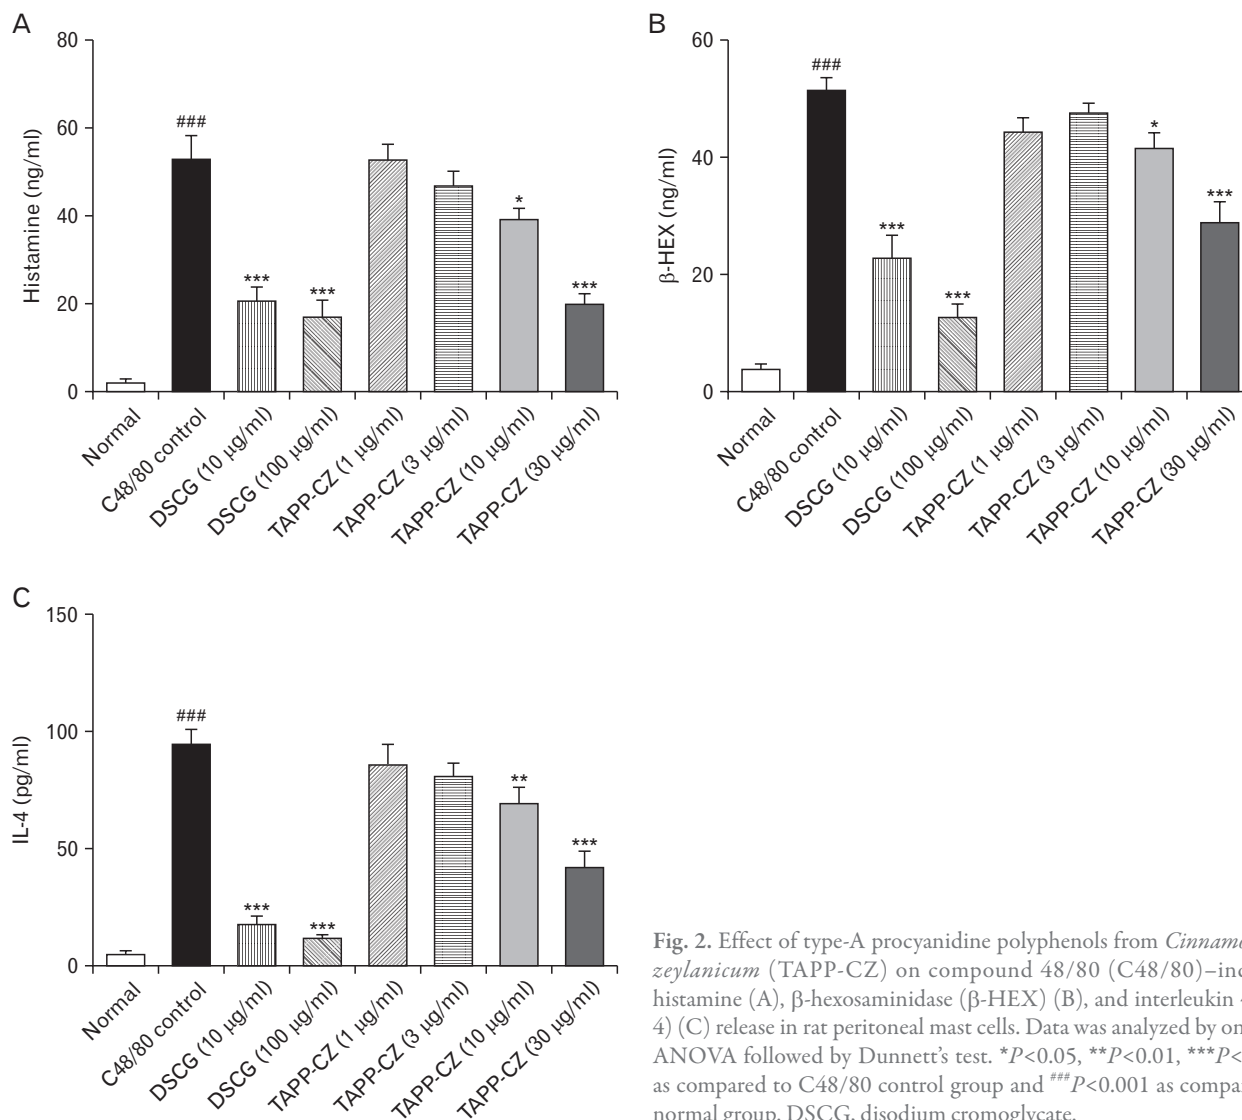 A
Histamine (ng/ml)
80
60
40
20
0
###
***
***
*
***
Normal
C48/80 control
DSCG (10 μg/ml)
DSCG (100 μg/ml)
TAPP-CZ (1 μg/ml)
TAPP-CZ (3 μg/ml)
TAPP-CZ (10 μg/ml)
TAPP-CZ (30 μg/ml)
B
β-HEX (ng/ml)
60
40
20
0
###
***
***
*
***
Normal
C48/80 control
DSCG (10 μg/ml)
DSCG (100 μg/ml)
TAPP-CZ (1 μg/ml)
TAPP-CZ (3 μg/ml)
TAPP-CZ (10 μg/ml)
TAPP-CZ (30 μg/ml)
C
IL-4 (pg/ml)
150
100
50
0
###
***
***
**
***
Normal
C48/80 control
DSCG (10 μg/ml)
DSCG (100 μg/ml)
TAPP-CZ (1 μg/ml)
TAPP-CZ (3 μg/ml)
TAPP-CZ (10 μg/ml)
TAPP-CZ (30 μg/ml)
Fig. 2. Effect of type-A procyanidine polyphenols from
zeylanicum (TAPP-CZ) on compound 48/80 (C48/80)–
histamine (A), β-hexosaminidase (β-HEX) (B), and interleukin
4) (C) release in rat peritoneal mast cells. Data was analyzed by
ANOVA followed by Dunnett’s test. *P<0.05, **P<0.01, ***P<
as compared to C48/80 control group and ###P<0.001 as
normal group. DSCG, disodium cromoglycate.